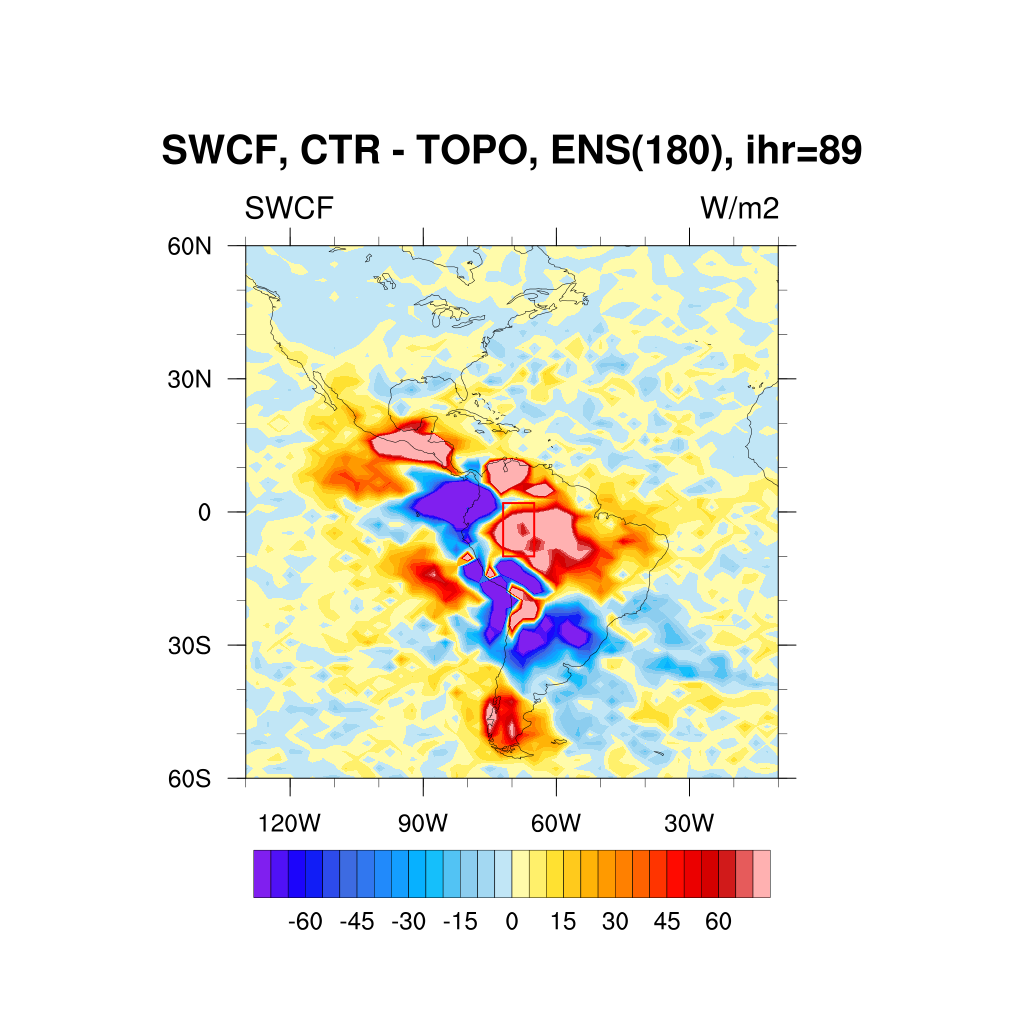 SWCF, CTR - TOPO, ENS(180), ihr=89
SWCF W/m2
60N
30N
0
30S
60S
120W 90W 60W 30W
-60 -45 -30 -15 0 15 30 45 60